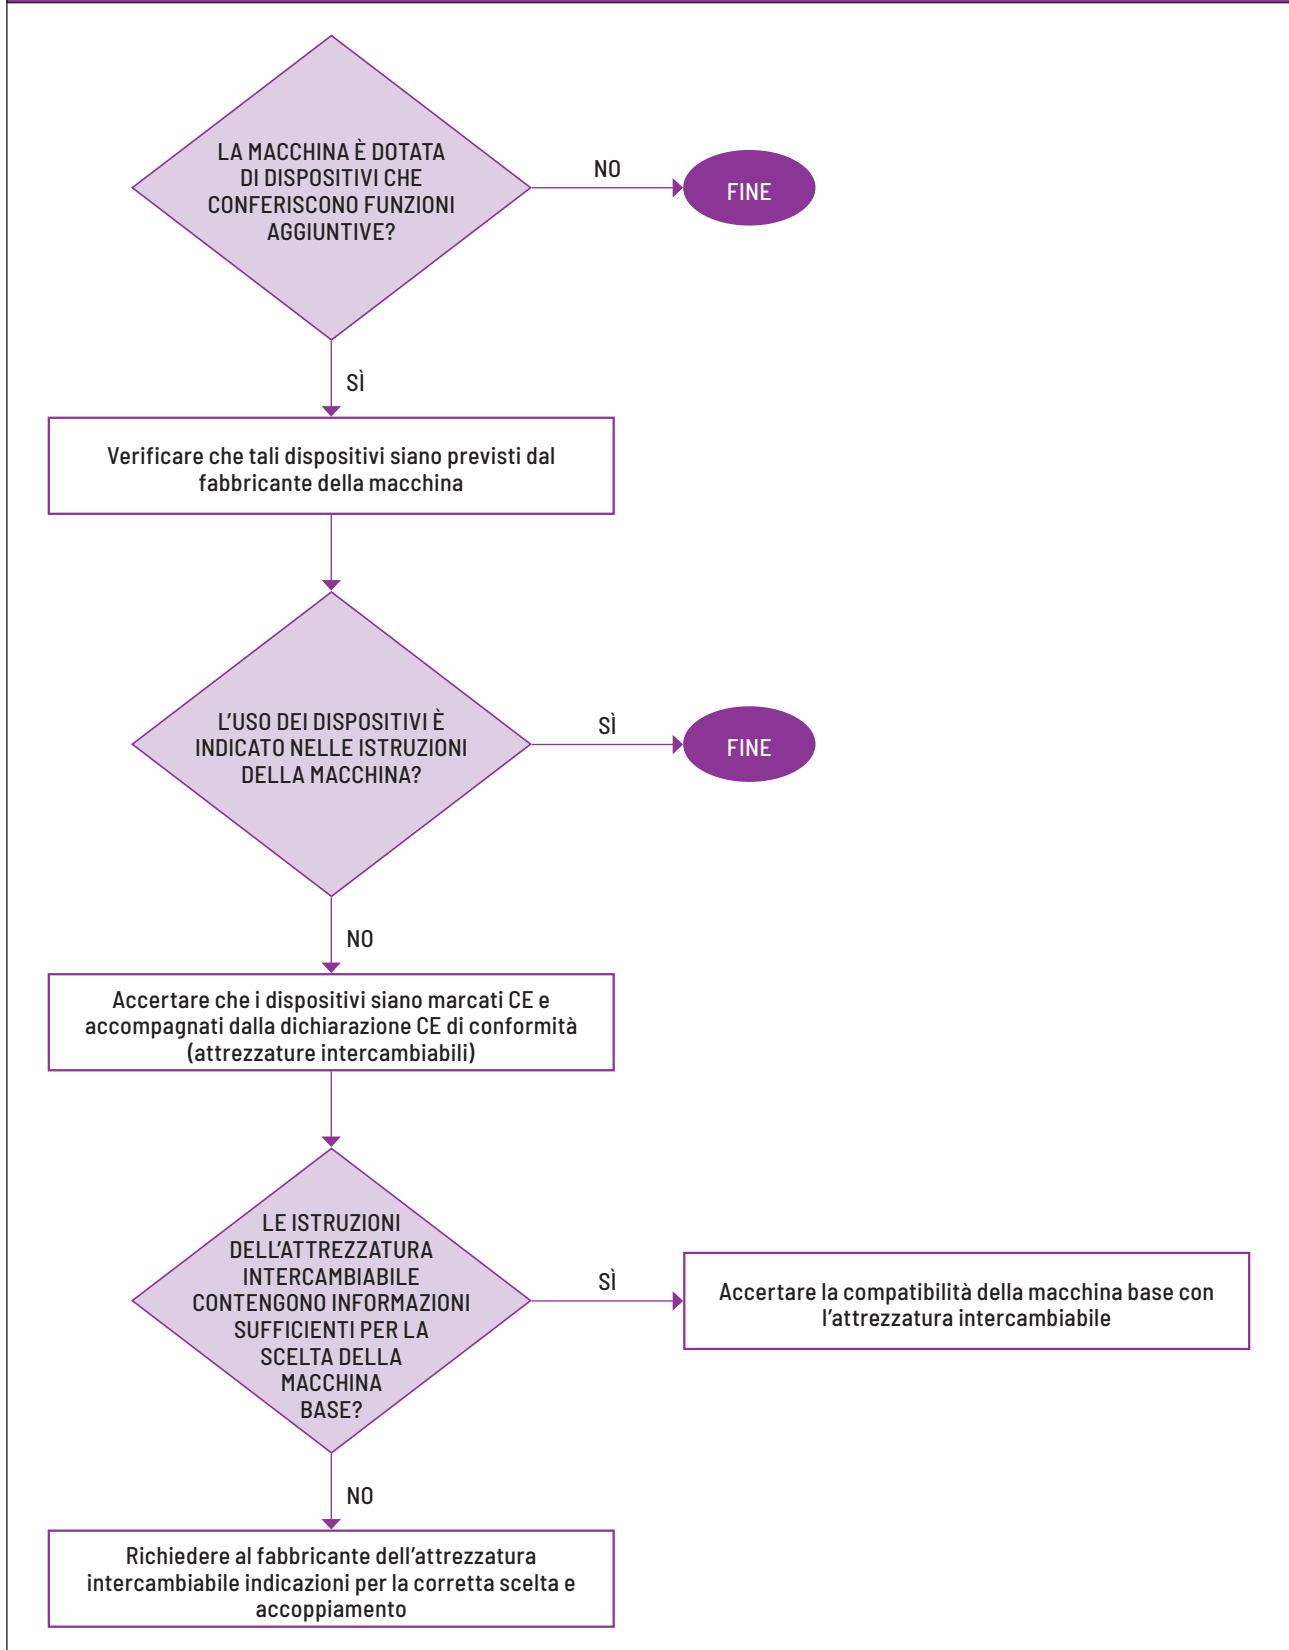 LA MACCHINA È DOTATA
DI DISPOSITIVI CHE
CONFERISCONO FUNZIONI
AGGIUNTIVE?
NO
FINE
SÌ
Verificare che tali dispositivi siano previsti dal
fabbricante della macchina
L'USO DEI DISPOSITIVI È
INDICATO NELLE ISTRUZIONI
DELLA MACCHINA?
SÌ
FINE
NO
Accertare che i dispositivi siano marcati CE e
accompagnati dalla dichiarazione CE di conformità
(attrezzature intercambiabili)
LE ISTRUZIONI
DELL'ATTREZZATURA
INTERCAMBIABILE
CONTENGONO INFORMAZIONI
SUFFICIENTI PER LA
SCELTA DELLA
MACCHINA
BASE?
SÌ
Accertare la compatibilità della macchina base con
l'attrezzatura intercambiabile
NO
Richiedere al fabbricante dell'attrezzatura
intercambiabile indicazioni per la corretta scelta e
accoppiamento